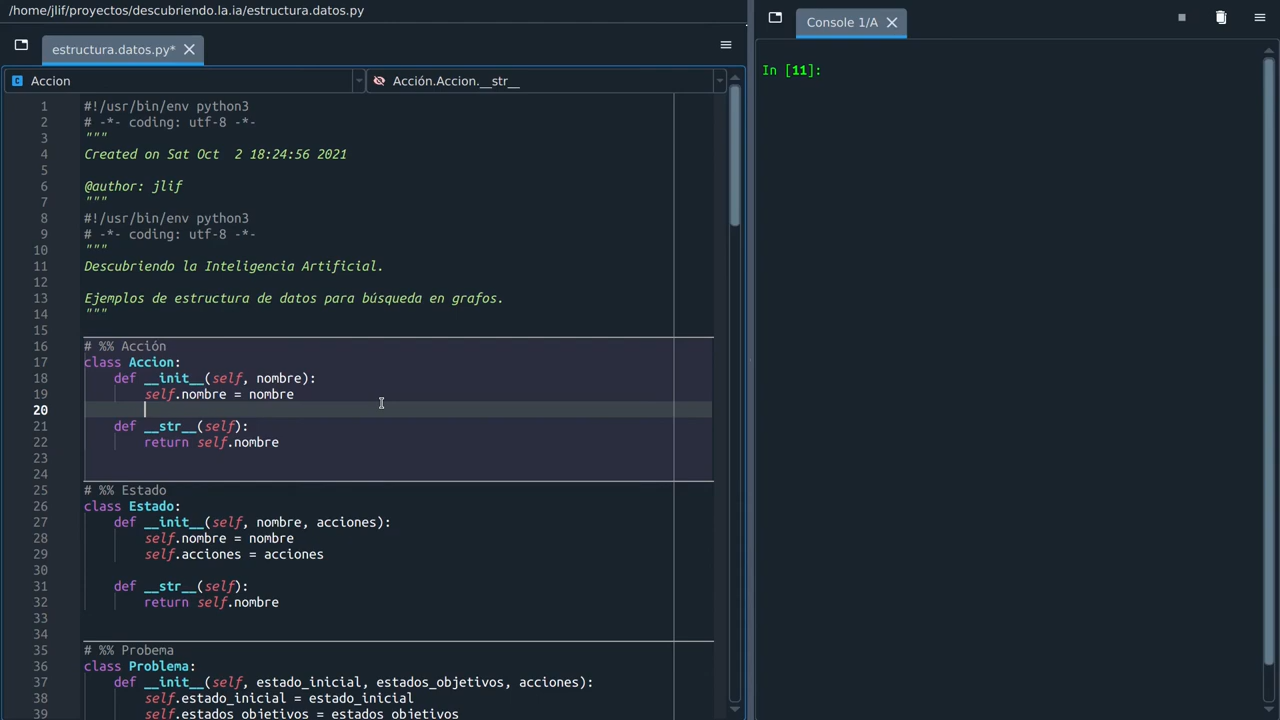 /home/jlif/proyectos/descubriendo.la.ia/estructura.datos.py
estructura.datos.py*
Accion
Acción.Accion.__str__
1 #!/usr/bin/env python3
2 # -*- coding: utf-8 -*-
3 """
4 Created on Sat Oct  2 18:24:56 2021
5
6 @author: jlif
7 """
8 #!/usr/bin/env python3
9 # -*- coding: utf-8 -*-
10 """
11 Descubriendo la Inteligencia Artificial.
12
13 Ejemplos de estructura de datos para búsqueda en grafos.
14 """
15
16 # %% Acción
17 class Accion:
18     def __init__(self, nombre):
19         self.nombre = nombre
20
21     def __str__(self):
22         return self.nombre
23
24
25 # %% Estado
26 class Estado:
27     def __init__(self, nombre, acciones):
28         self.nombre = nombre
29         self.acciones = acciones
30
31     def __str__(self):
32         return self.nombre
33
34
35 # %% Probema
36 class Problema:
37     def __init__(self, estado_inicial, estados_objetivos, acciones):
38         self.estado_inicial = estado_inicial
39         self.estados_objetivos = estados_objetivos
Console 1/A
In [11]: